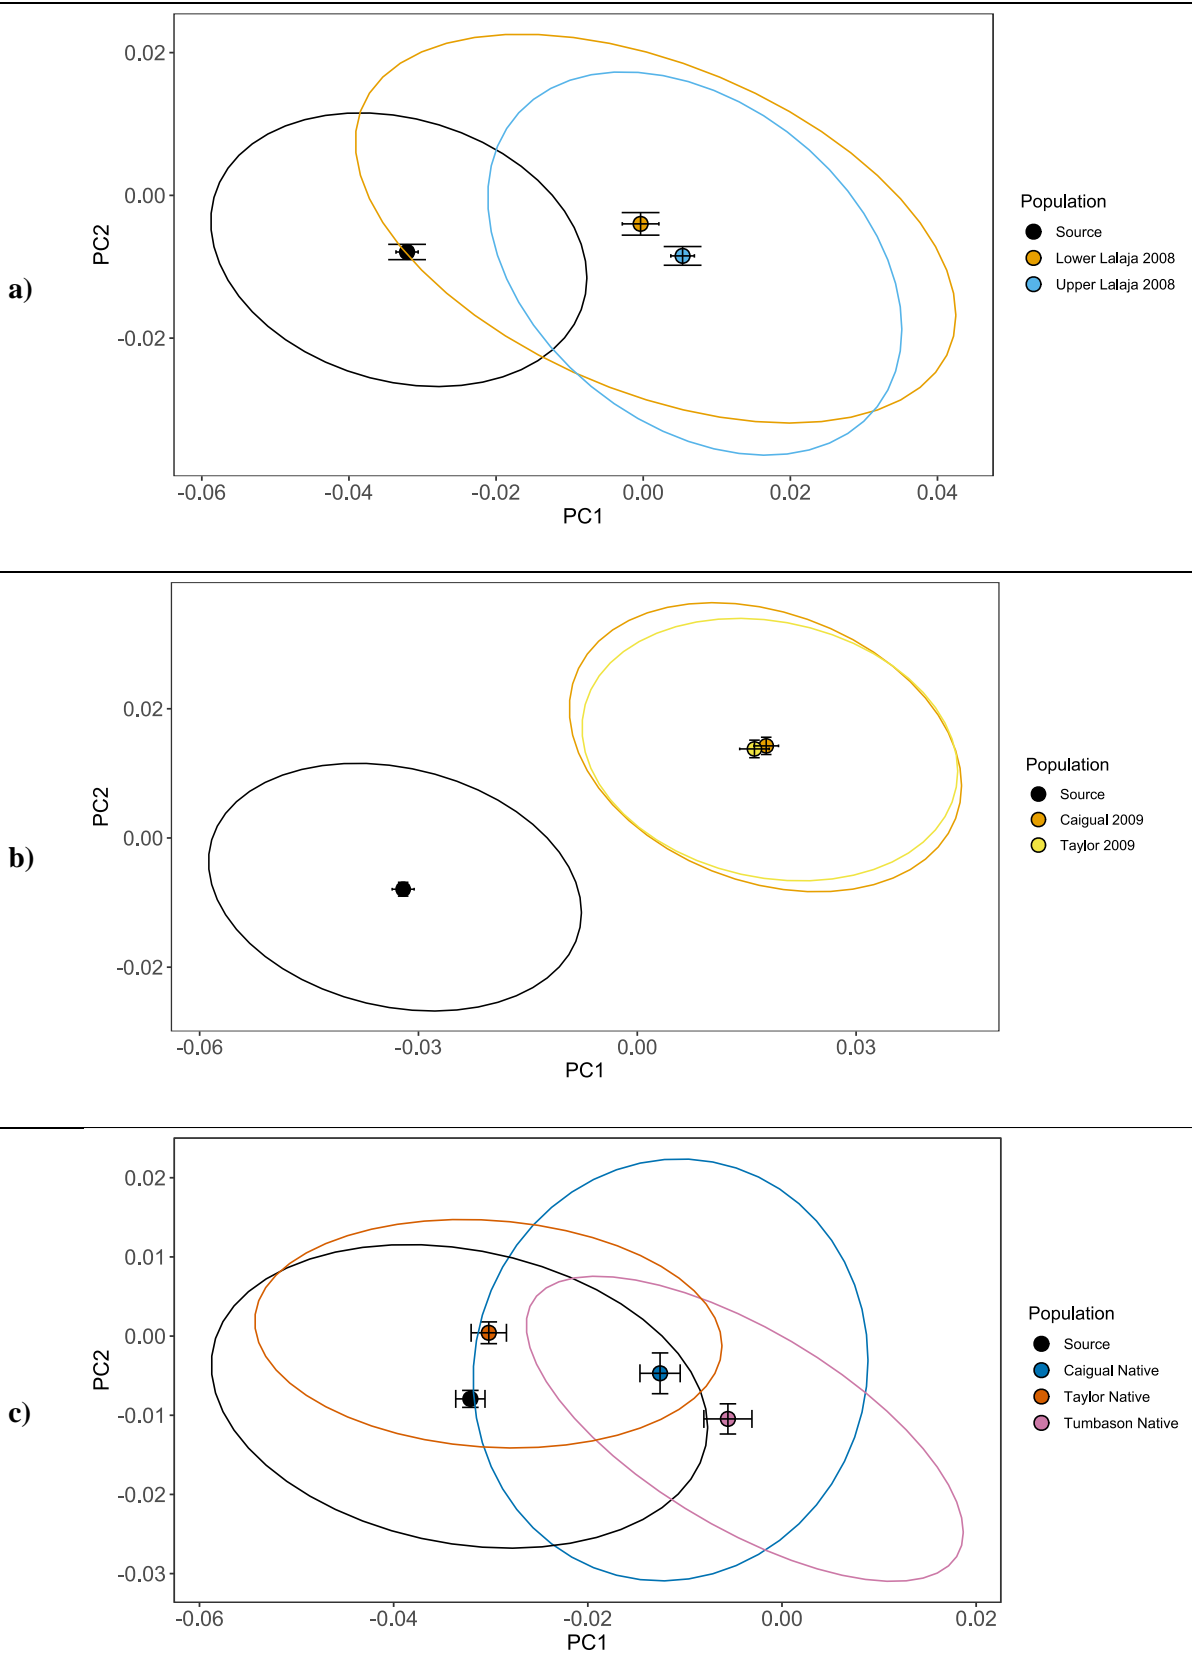 a)
PC2
0.02
0.00
-0.02
-0.06
-0.04
-0.02
0.00
0.02
0.04
PC1
Population
Source
Lower Lalaja 2008
Upper Lalaja 2008
b)
PC2
0.02
0.00
-0.02
-0.06
-0.03
0.00
0.03
PC1
Population
Source
Caigual 2009
Taylor 2009
c)
PC2
0.02
0.01
0.00
-0.01
-0.02
-0.03
-0.06
-0.04
-0.02
0.00
0.02
PC1
Population
Source
Caigual Native
Taylor Native
Tumbason Native